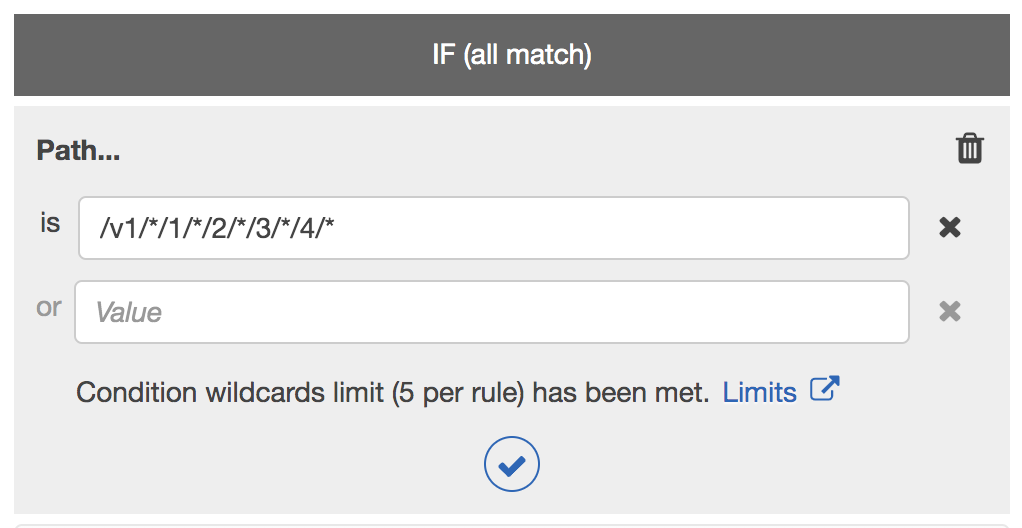 IF (all match)
Path...
is /v1/*/1/*/2/*/3/*/4/*
or Value
Condition wildcards limit (5 per rule) has been met. Limits